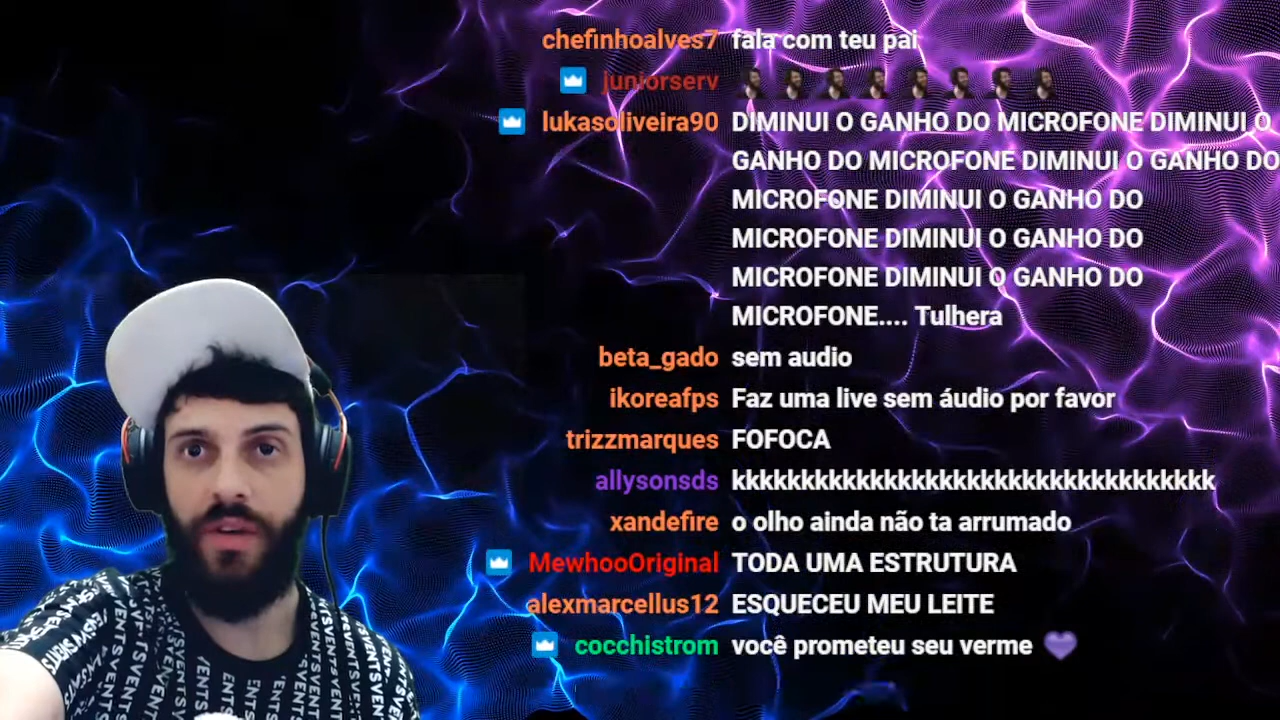 chefinhoalves7 fala com teu pai
juniorserv
lukasoliveira90 DIMINUI O GANHO DO MICROFONE DIMINUI O
GANHO DO MICROFONE DIMINUI O GANHO DO
MICROFONE DIMINUI O GANHO DO
MICROFONE DIMINUI O GANHO DO
MICROFONE DIMINUI O GANHO DO
MICROFONE.... Tulhera
beta_gado sem audio
ikoreafps Faz uma live sem áudio por favor
trizzmarques FOFOCA
allysonsds kkkkkkkkkkkkkkkkkkkkkkkkkkkkkkkkkkk
xandefire o olho ainda não ta arrumado
MewhooOriginal TODA UMA ESTRUTURA
alexmarcellus12 ESQUECEU MEU LEITE
cocchistrom você prometeu seu verme